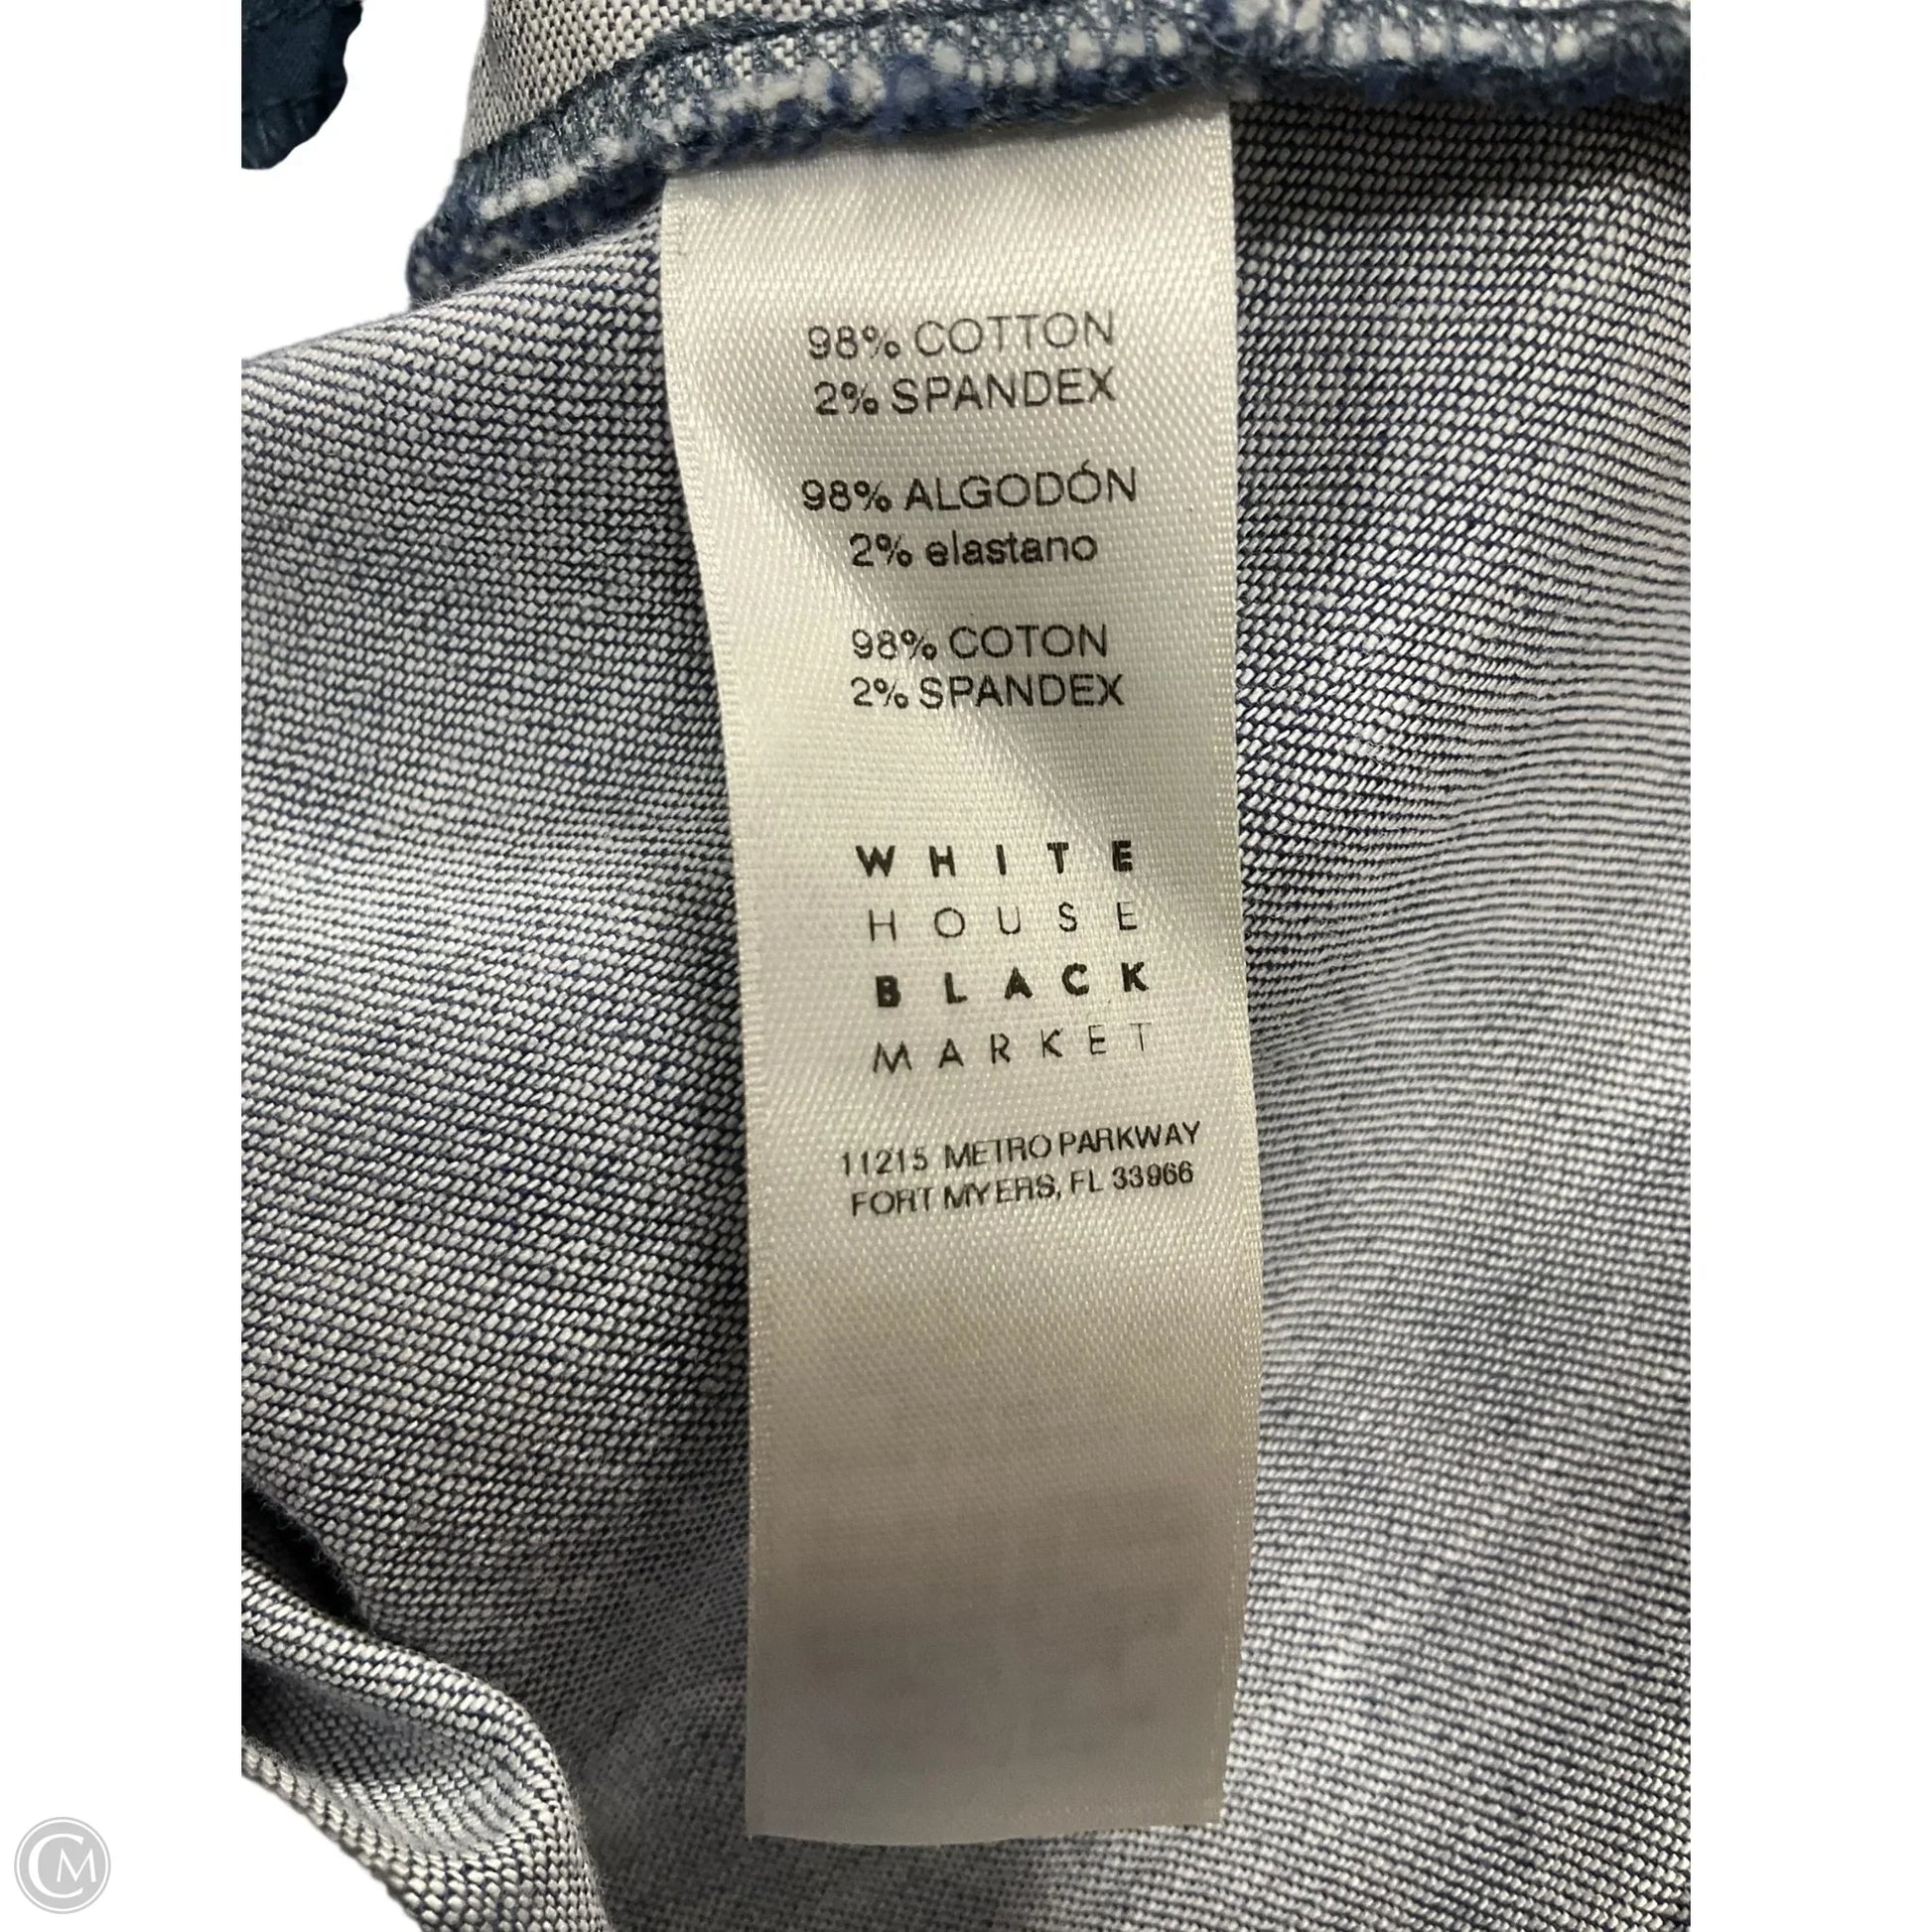 98% COTTON
2% SPANDEX
98% ALGODÓN
2% elastano
98% COTON
2% SPANDEX
WHITE
HOUSE
BLACK
MARKET
11215 METRO PARKWAY
FORT MYERS, FL 33966
CM